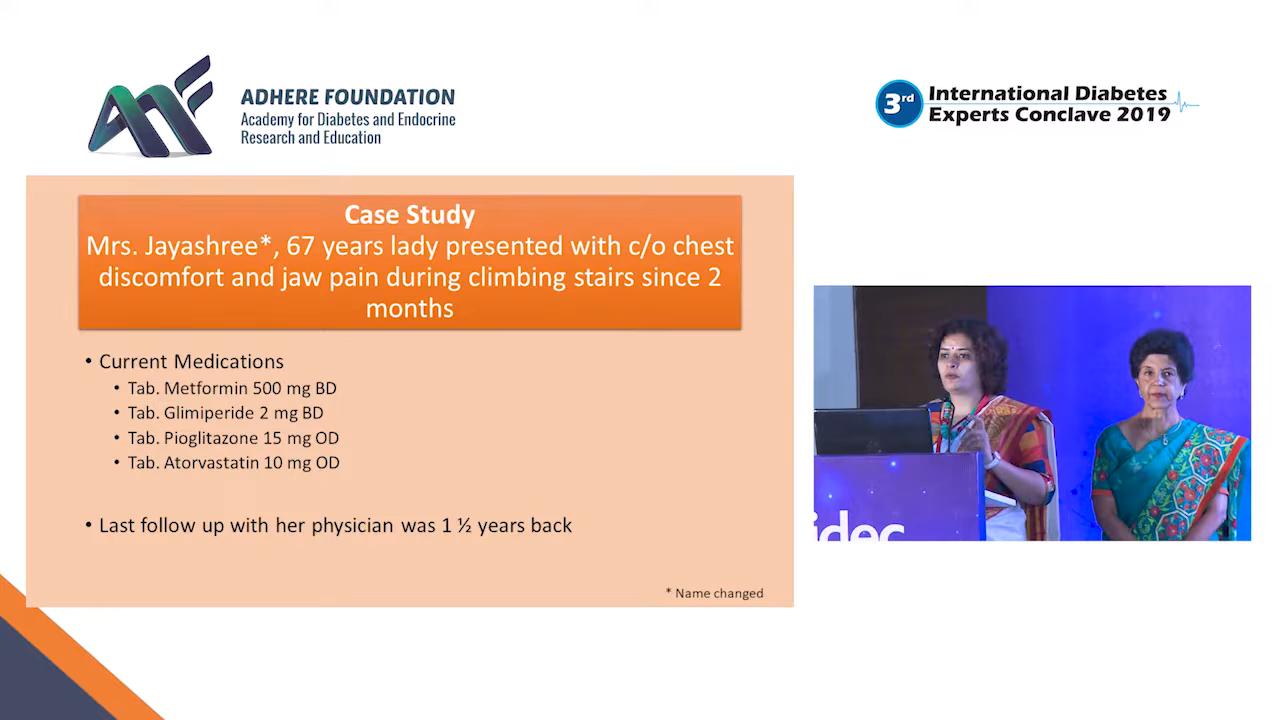 ADHERE FOUNDATION
Academy for Diabetes and Endocrine
Research and Education
3rd International Diabetes
Experts Conclave 2019
Case Study
Mrs. Jayashree*, 67 years lady presented with c/o chest
discomfort and jaw pain during climbing stairs since 2
months
• Current Medications
• Tab. Metformin 500 mg BD
• Tab. Glimiperide 2 mg BD
• Tab. Pioglitazone 15 mg OD
• Tab. Atorvastatin 10 mg OD
• Last follow up with her physician was 1 ½ years back
* Name changed
idec